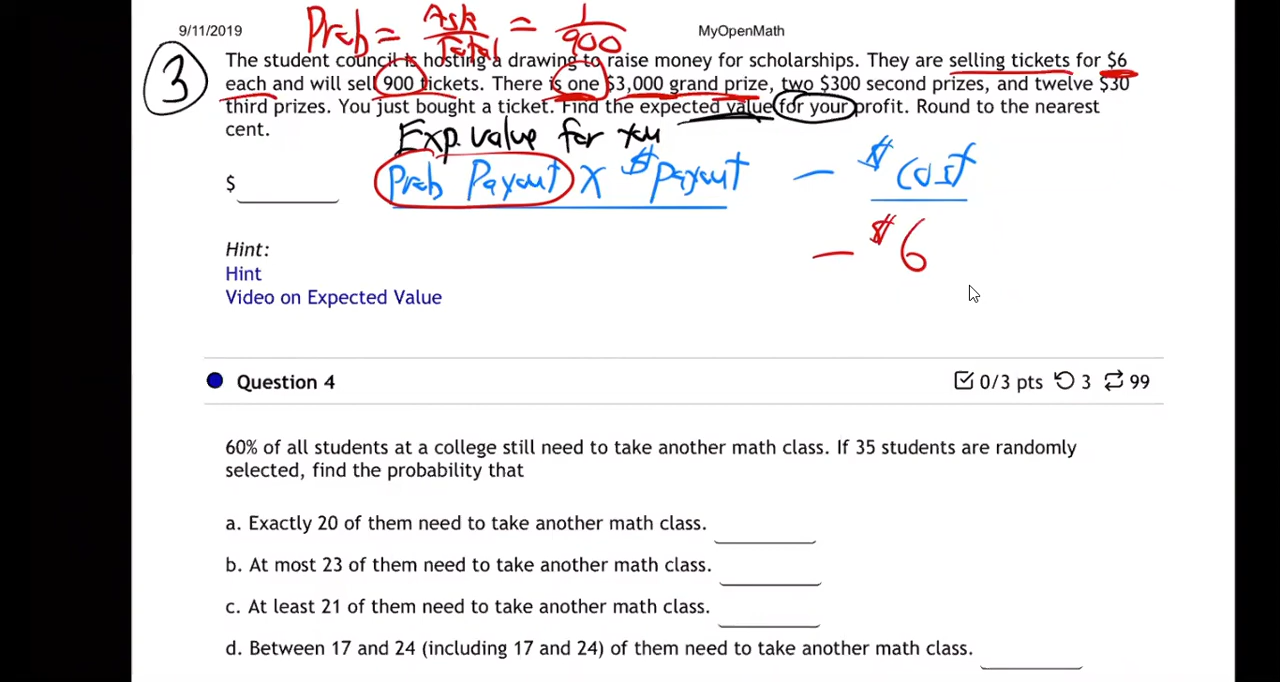 9/11/2019
Prob = Ask/Total = 1/900
MyOpenMath
3
The student council is hosting a drawing to raise money for scholarships. They are selling tickets for $6
each and will sell 900 tickets. There is one $3,000 grand prize, two $300 second prizes, and twelve $30
third prizes. You just bought a ticket. Find the expected value for your profit. Round to the nearest
cent.
Exp. value for you
$
Prob Payout x $payout - $cost
- $6
Hint:
Hint
Video on Expected Value
Question 4
0/3 pts 3 99
60% of all students at a college still need to take another math class. If 35 students are randomly
selected, find the probability that
a. Exactly 20 of them need to take another math class.
b. At most 23 of them need to take another math class.
c. At least 21 of them need to take another math class.
d. Between 17 and 24 (including 17 and 24) of them need to take another math class.